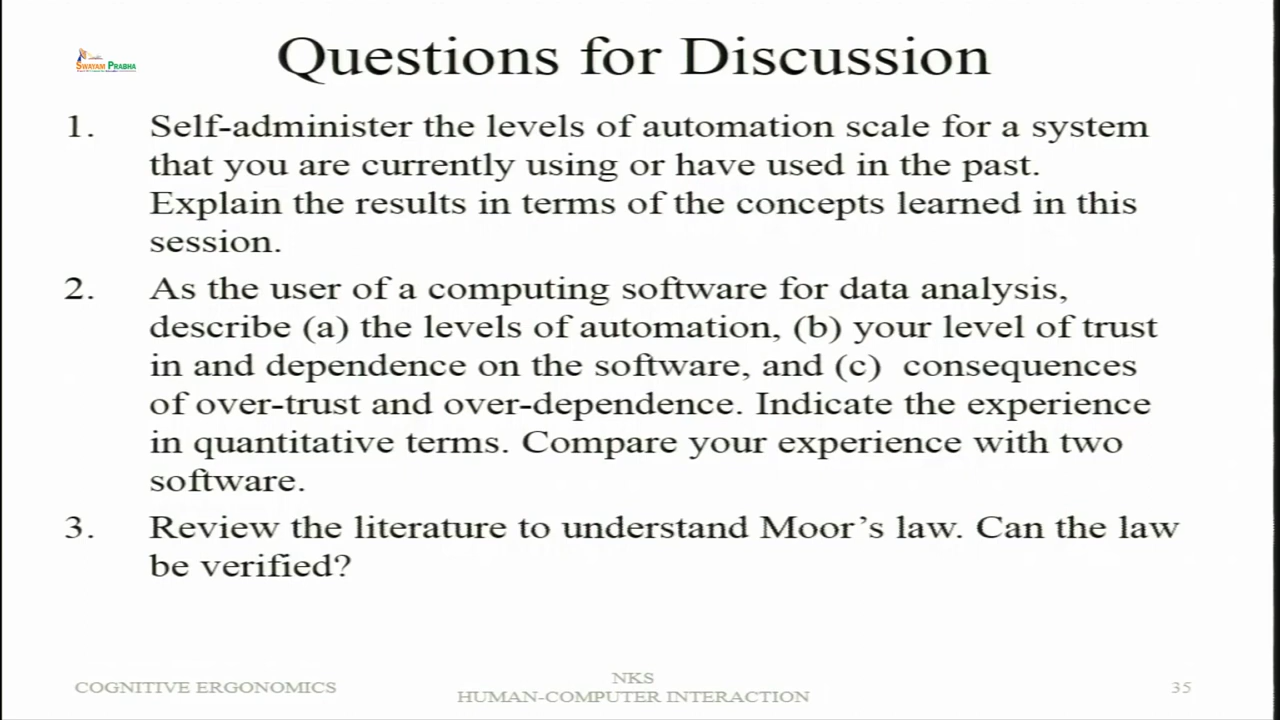 SWAYAM PRABHA
Questions for Discussion
1. Self-administer the levels of automation scale for a system
that you are currently using or have used in the past.
Explain the results in terms of the concepts learned in this
session.
2. As the user of a computing software for data analysis,
describe (a) the levels of automation, (b) your level of trust
in and dependence on the software, and (c) consequences
of over-trust and over-dependence. Indicate the experience
in quantitative terms. Compare your experience with two
software.
3. Review the literature to understand Moor's law. Can the law
be verified?
COGNITIVE ERGONOMICS
NKS
HUMAN-COMPUTER INTERACTION
35